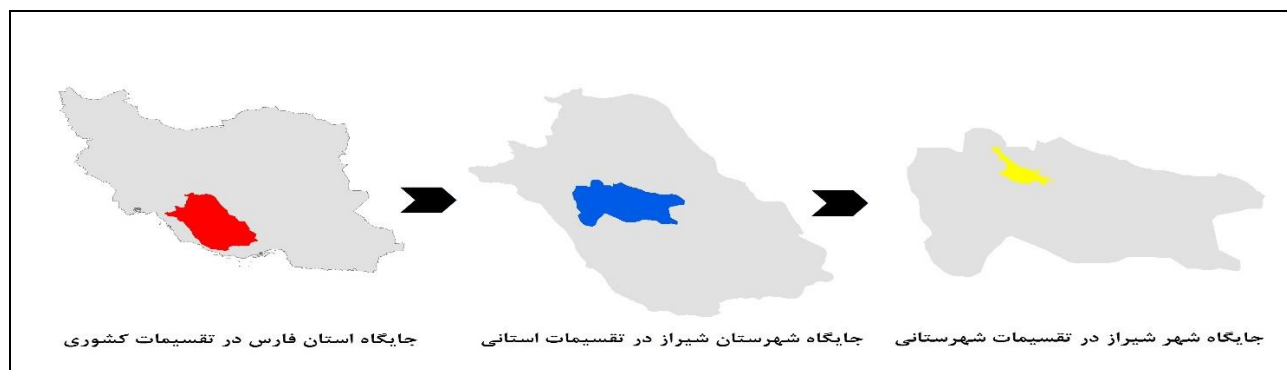 جایگاه استان فارس در تقسیمات کشوری
جایگاه شهرستان شیراز در تقسیمات استانی
جایگاه شهر شیراز در تقسیمات شهرستانی